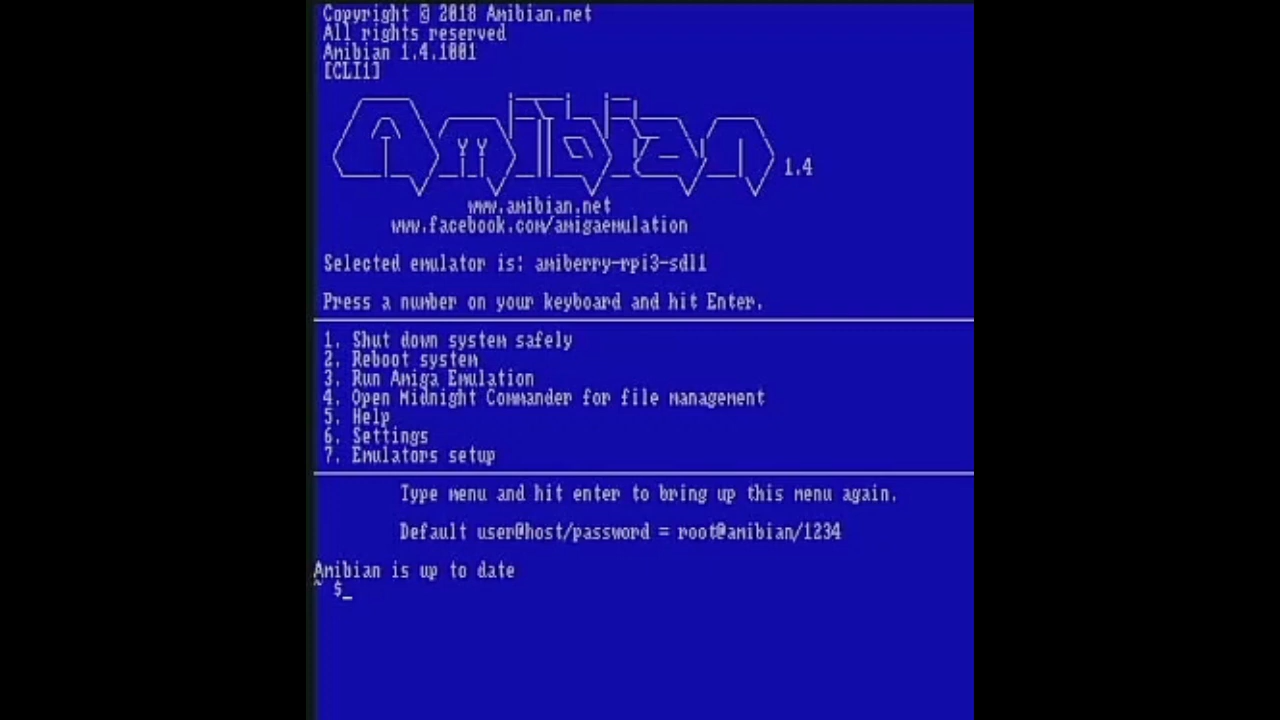 Copyright @ 2018 Amibian.net
All rights reserved
Amibian 1.4.1001
[CLI1]
Amibian 1.4
www.amibian.net
www.facebook.com/amigaemulation
Selected emulator is: amiberry-rpi3-sdl1
Press a number on your keyboard and hit Enter.
1. Shut down system safely
2. Reboot system
3. Run Amiga Emulation
4. Open Midnight Commander for file management
5. Help
6. Settings
7. Emulators setup
Type menu and hit enter to bring up this menu again.
Default user@host/password = root@amibian/1234
Amibian is up to date
~ $_